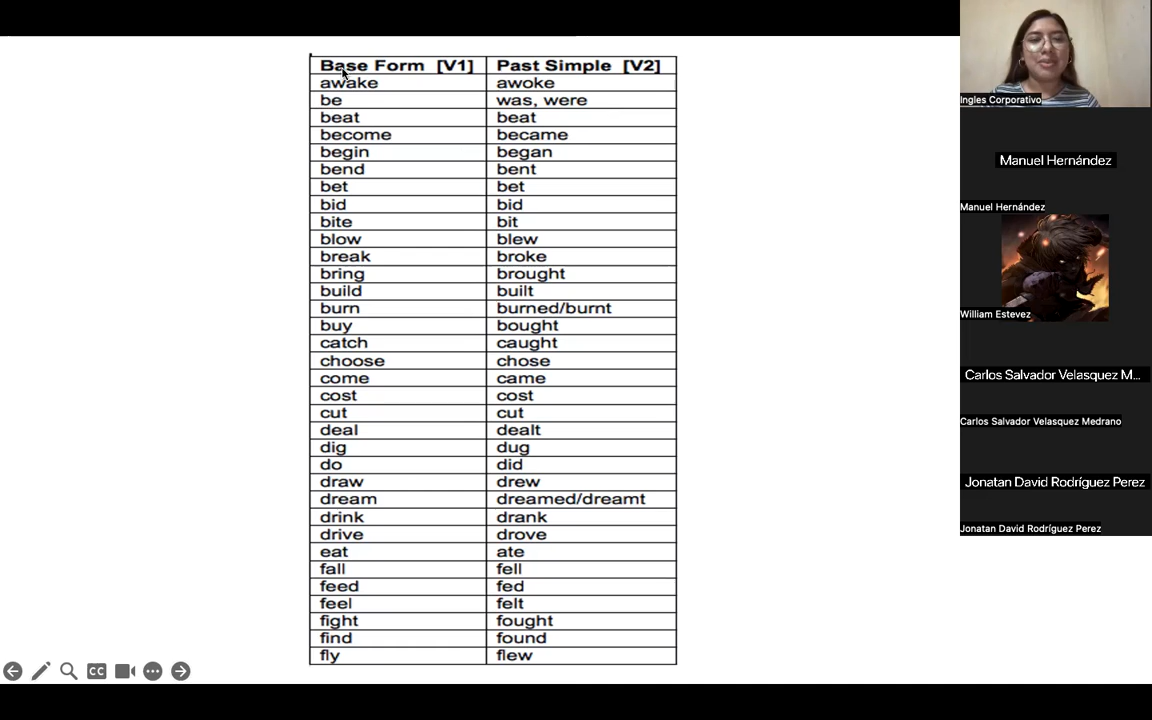 Base Form [V1] Past Simple [V2]
awake awoke
be was, were
beat beat
become became
begin began
bend bent
bet bet
bid bid
bite bit
blow blew
break broke
bring brought
build built
burn burned/burnt
buy bought
catch caught
choose chose
come came
cost cost
cut cut
deal dealt
dig dug
do did
draw drew
dream dreamed/dreamt
drink drank
drive drove
eat ate
fall fell
feed fed
feel felt
fight fought
find found
fly flew
CC
Ingles Corporativo
Manuel Hernández
Manuel Hernández
William Estevez
Carlos Salvador Velasquez M...
Carlos Salvador Velasquez Medrano
Jonatan David Rodríguez Perez
Jonatan David Rodríguez Perez